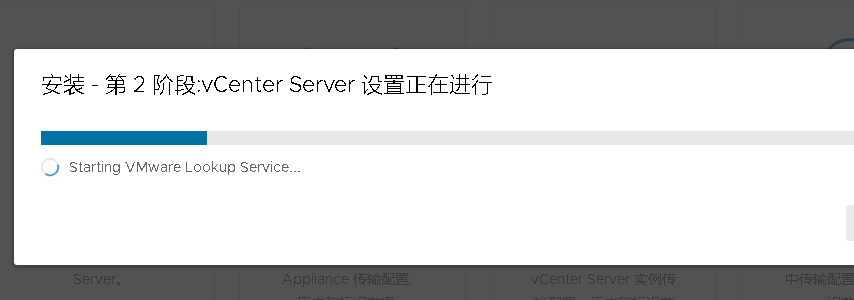 安装 - 第 2 阶段:vCenter Server 设置正在进行
Starting VMware Lookup Service...
Server。
Appliance 传输配置、
vCenter Server 实例传
中传输配置、